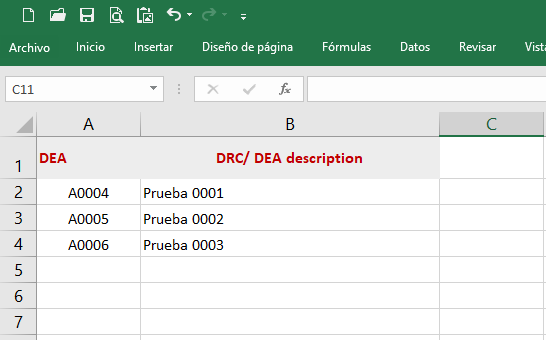 Archivo Inicio Insertar Diseño de página Fórmulas Datos Revisar Vista
C11 fx
A B C
1 DEA DRC/ DEA description
2 A0004 Prueba 0001
3 A0005 Prueba 0002
4 A0006 Prueba 0003
5
6
7